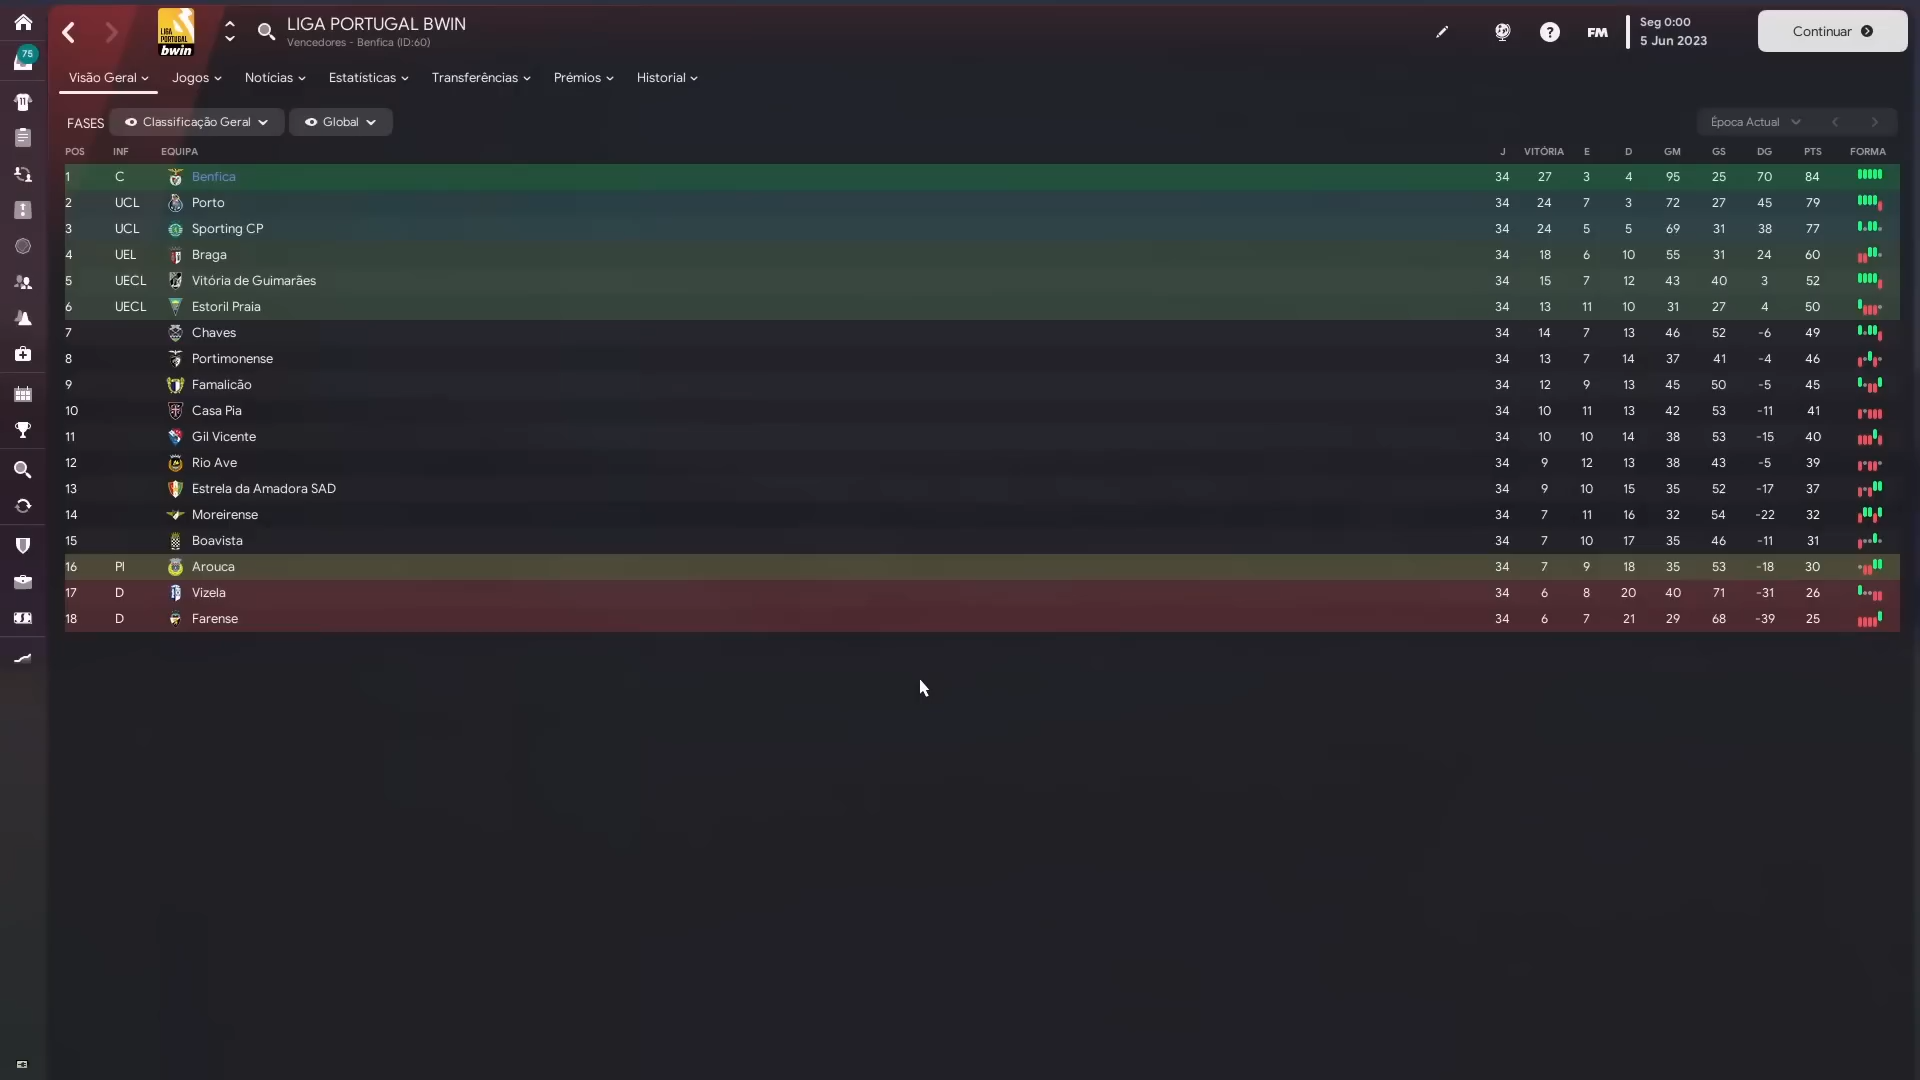 LIGA PORTUGAL BWIN
Vencedores - Benfica (ID:60)
LIGA PORTUGAL bwin
75
11
? FM Seg 0:00
5 Jun 2023
Continuar
Visão Geral Jogos Notícias Estatísticas Transferências Prémios Historial
FASES Classificação Geral Global Época Actual
POS INF EQUIPA J VITÓRIA E D GM GS DG PTS FORMA
1 C Benfica 34 27 3 4 95 25 70 84
2 UCL Porto 34 24 7 3 72 27 45 79
3 UCL Sporting CP 34 24 5 5 69 31 38 77
4 UEL Braga 34 18 6 10 55 31 24 60
5 UECL Vitória de Guimarães 34 15 7 12 43 40 3 52
6 UECL Estoril Praia 34 13 11 10 31 27 4 50
7 Chaves 34 14 7 13 46 52 -6 49
8 Portimonense 34 13 7 14 37 41 -4 46
9 Famalicão 34 12 9 13 45 50 -5 45
10 Casa Pia 34 10 11 13 42 53 -11 41
11 Gil Vicente 34 10 10 14 38 53 -15 40
12 Rio Ave 34 9 12 13 38 43 -5 39
13 Estrela da Amadora SAD 34 9 10 15 35 52 -17 37
14 Moreirense 34 7 11 16 32 54 -22 32
15 Boavista 34 7 10 17 35 46 -11 31
16 Pl Arouca 34 7 9 18 35 53 -18 30
17 D Vizela 34 6 8 20 40 71 -31 26
18 D Farense 34 6 7 21 29 68 -39 25